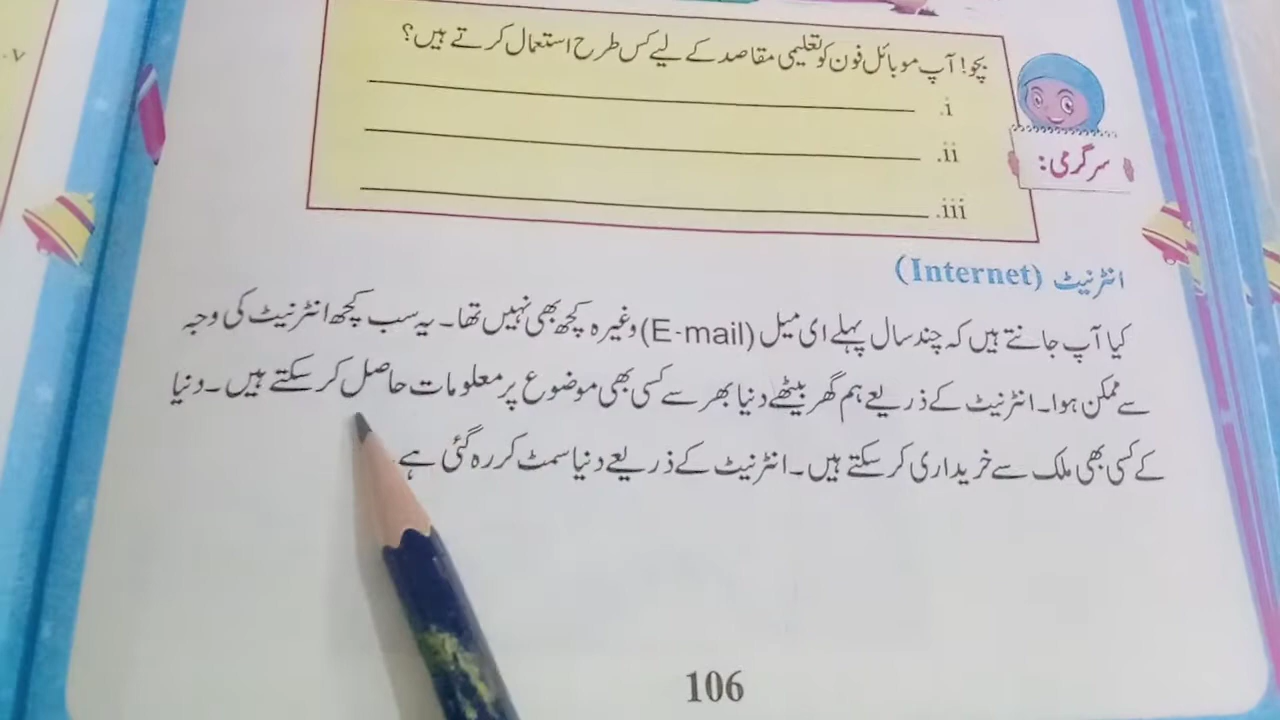 بچو! آپ موبائل فون کو تعلیمی مقاصد کے لیے کس طرح استعمال کرتے ہیں؟
سرگرمی:
.i
.ii
.iii
انٹرنیٹ (Internet)
کیا آپ جانتے ہیں کہ چند سال پہلے ای میل (E-mail) وغیرہ کچھ بھی نہیں تھا۔ یہ سب کچھ انٹرنیٹ کی وجہ
سے ممکن ہوا۔ انٹرنیٹ کے ذریعے ہم گھر بیٹھے دنیا بھر سے کسی بھی موضوع پر معلومات حاصل کر سکتے ہیں۔ دنیا
کے کسی بھی ملک سے خریداری کر سکتے ہیں۔ انٹرنیٹ کے ذریعے دنیا سمٹ کر رہ گئی ہے
106